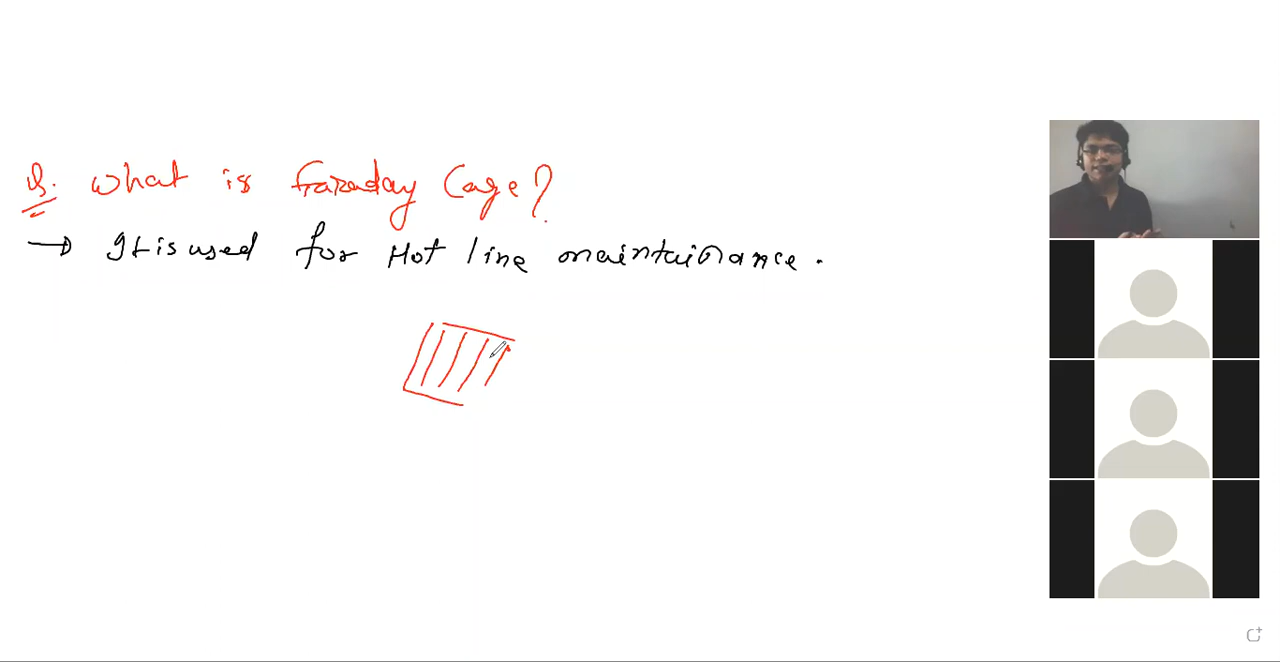 Q. What is faraday Cage?
→ It is used for Hot line maintainance.